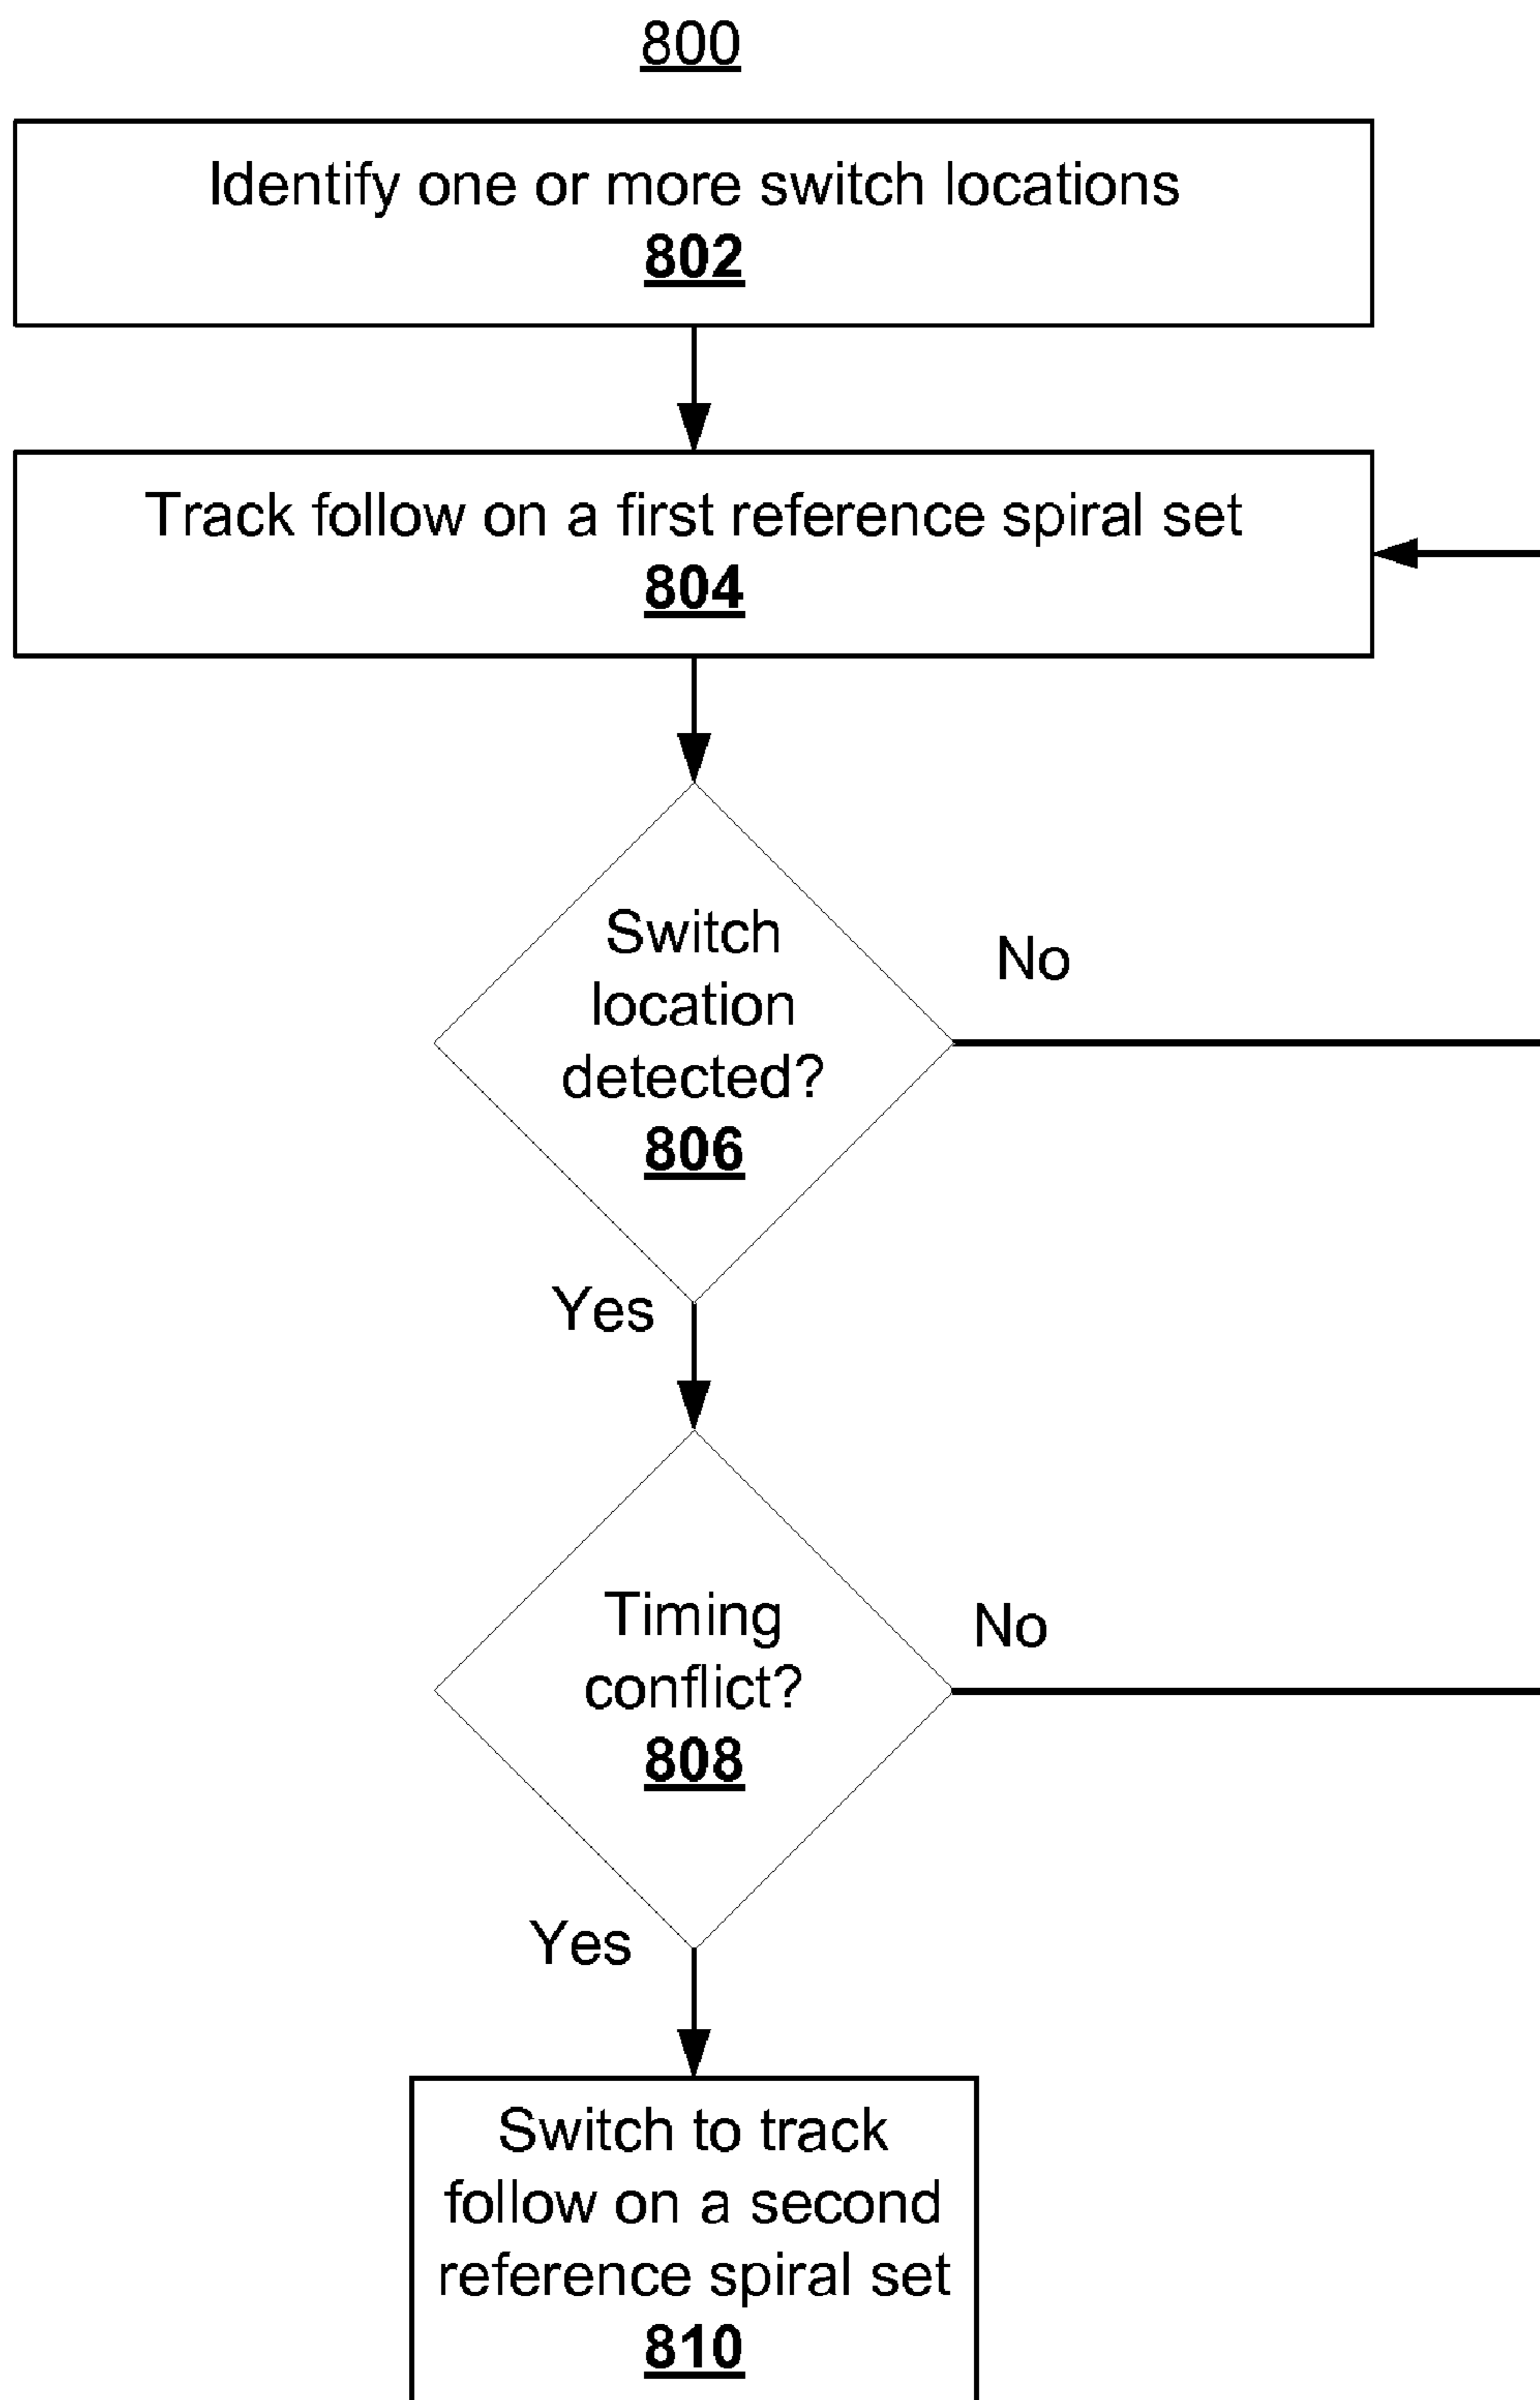 800
Identify one or more switch locations
802
Track follow on a first reference spiral set
804
Switch
location
detected?
806
No
Yes
Timing
conflict?
808
No
Yes
Switch to track
follow on a second
reference spiral set
810